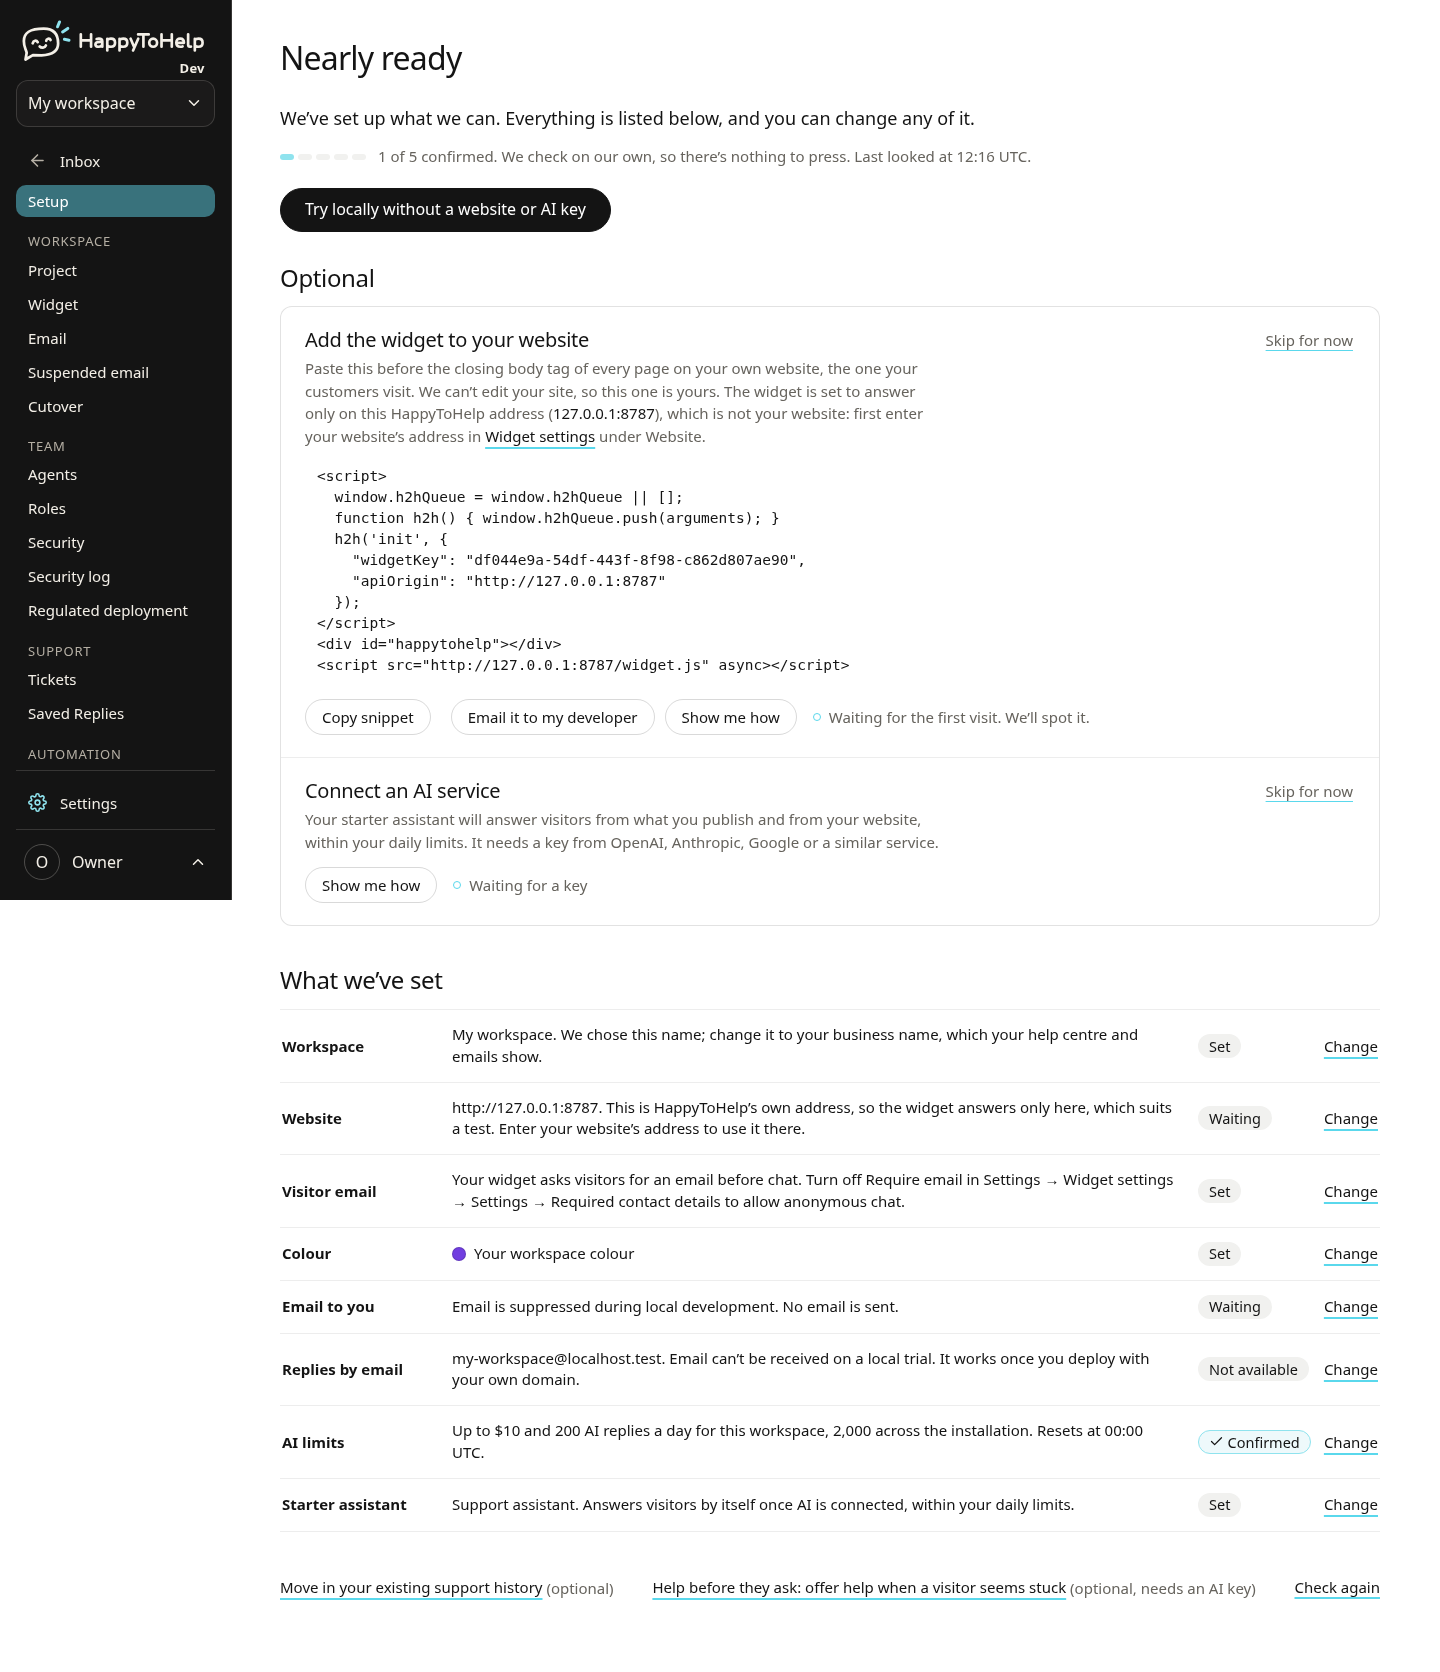 HappyToHelp
Dev
My workspace
Inbox
Setup
WORKSPACE
Project
Widget
Email
Suspended email
Cutover
TEAM
Agents
Roles
Security
Security log
Regulated deployment
SUPPORT
Tickets
Saved Replies
AUTOMATION
Settings
O
Owner
Nearly ready
We’ve set up what we can. Everything is listed below, and you can change any of it.
1 of 5 confirmed. We check on our own, so there’s nothing to press. Last looked at 12:16 UTC.
Try locally without a website or AI key
Optional
Add the widget to your website
Skip for now
Paste this before the closing body tag of every page on your own website, the one your
customers visit. We can’t edit your site, so this one is yours. The widget is set to answer
only on this HappyToHelp address (127.0.0.1:8787), which is not your website: first enter
your website’s address in Widget settings under Website.
<script>
  window.h2hQueue = window.h2hQueue || [];
  function h2h() { window.h2hQueue.push(arguments); }
  h2h('init', {
    "widgetKey": "df044e9a-54df-443f-8f98-c862d807ae90",
    "apiOrigin": "http://127.0.0.1:8787"
  });
</script>
<div id="happytohelp"></div>
<script src="http://127.0.0.1:8787/widget.js" async></script>
Copy snippet
Email it to my developer
Show me how
Waiting for the first visit. We’ll spot it.
Connect an AI service
Skip for now
Your starter assistant will answer visitors from what you publish and from your website,
within your daily limits. It needs a key from OpenAI, Anthropic, Google or a similar service.
Show me how
Waiting for a key
What we’ve set
Workspace
My workspace. We chose this name; change it to your business name, which your help centre and
emails show.
Set
Change
Website
http://127.0.0.1:8787. This is HappyToHelp’s own address, so the widget answers only here, which suits
a test. Enter your website’s address to use it there.
Waiting
Change
Visitor email
Your widget asks visitors for an email before chat. Turn off Require email in Settings → Widget settings
→ Settings → Required contact details to allow anonymous chat.
Set
Change
Colour
Your workspace colour
Set
Change
Email to you
Email is suppressed during local development. No email is sent.
Waiting
Change
Replies by email
my-workspace@localhost.test. Email can’t be received on a local trial. It works once you deploy with
your own domain.
Not available
Change
AI limits
Up to $10 and 200 AI replies a day for this workspace, 2,000 across the installation. Resets at 00:00
UTC.
Confirmed
Change
Starter assistant
Support assistant. Answers visitors by itself once AI is connected, within your daily limits.
Set
Change
Move in your existing support history (optional)
Help before they ask: offer help when a visitor seems stuck (optional, needs an AI key)
Check again